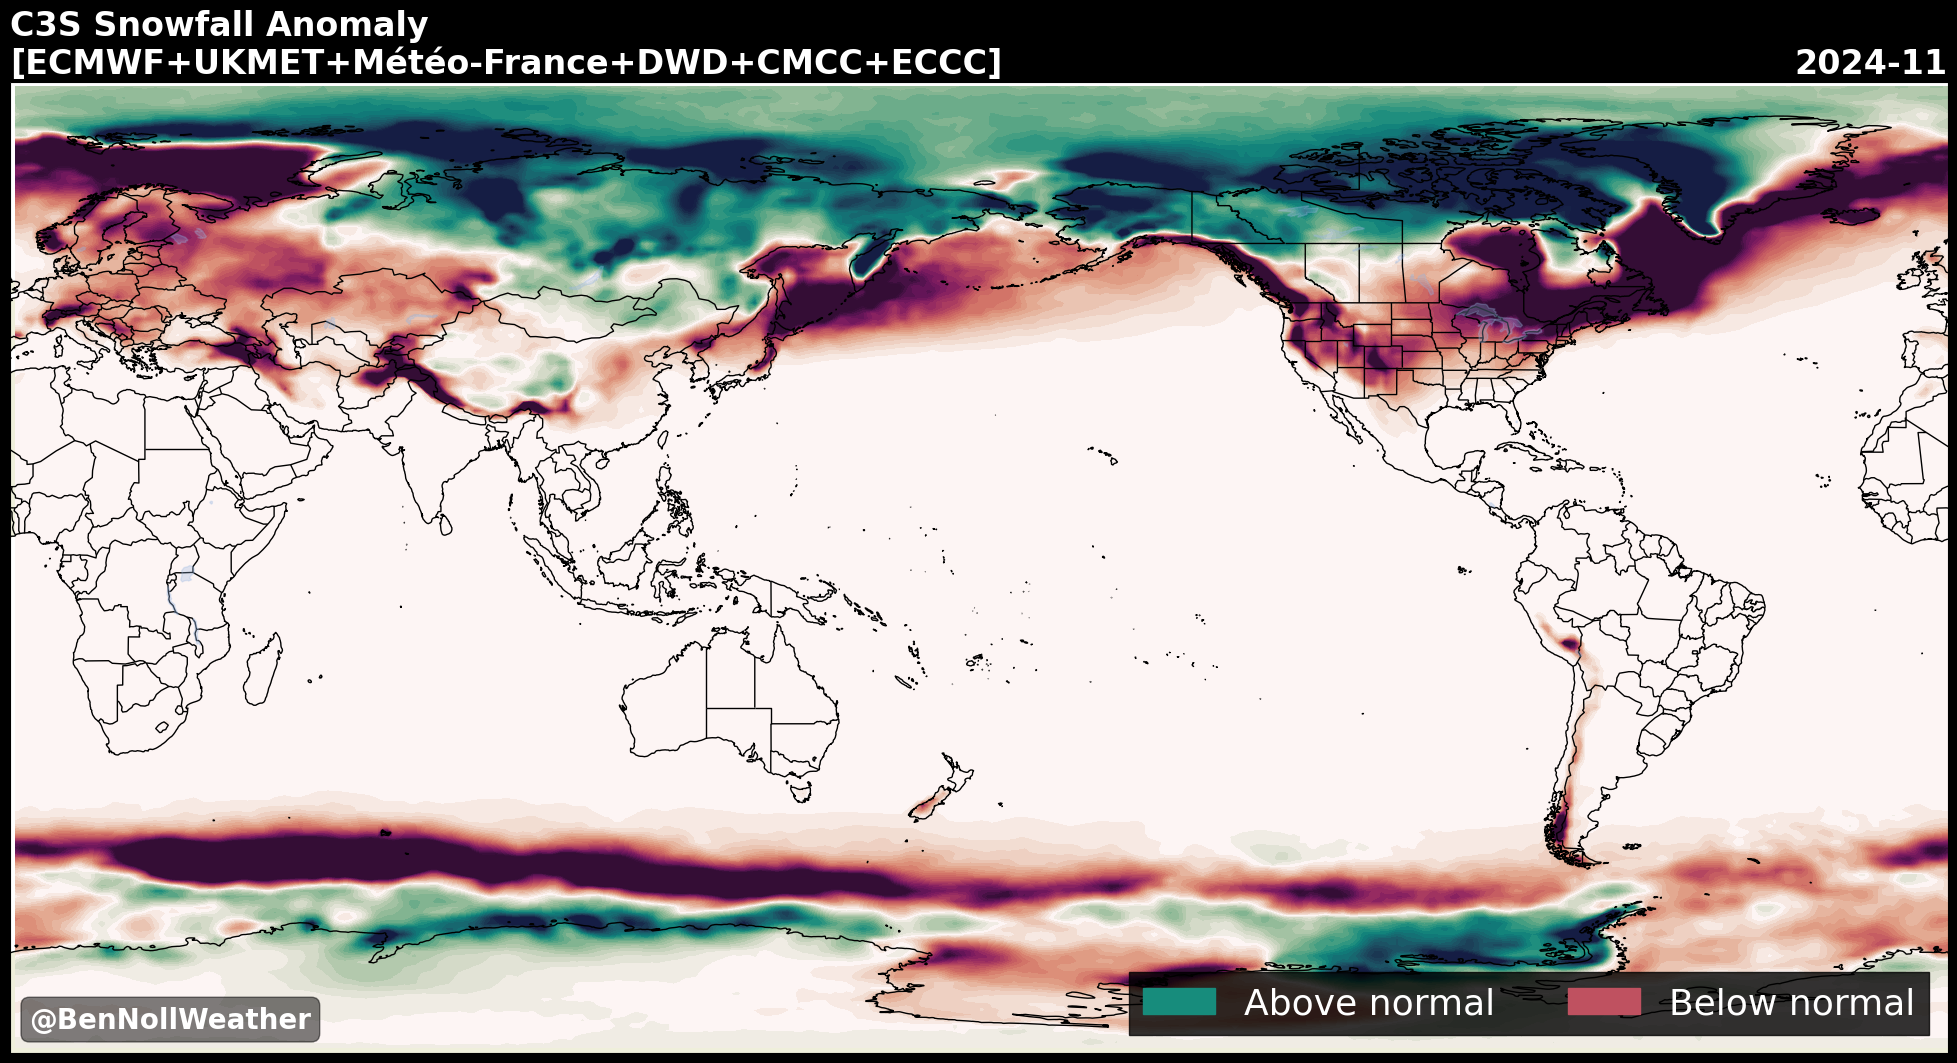 C3S Snowfall Anomaly
[ECMWF+UKMET+Météo-France+DWD+CMCC+ECCC]
2024-11
@BenNollWeather
Above normal
Below normal